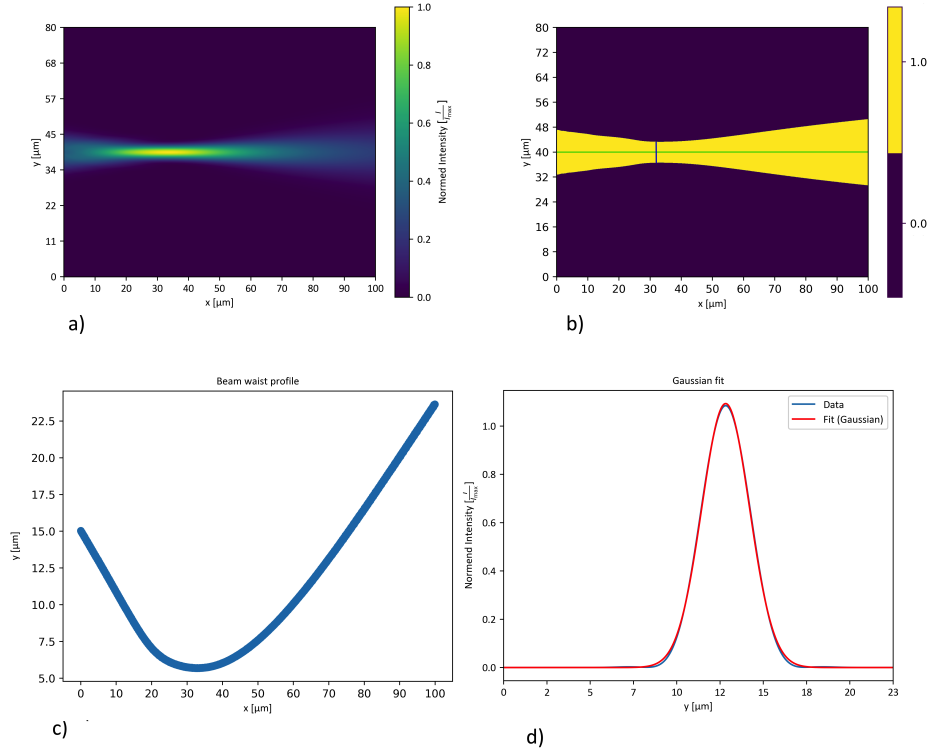 80
68
57
45
34
22
11
0
y [µm]
0 10 20 30 40 50 60 70 80 90 100
x [µm]
1.0
0.8
0.6
0.4
0.2
0.0
Normed Intensity [I/Imax]
a)
80
72
64
56
48
40
32
24
16
8
0
y [µm]
0 10 20 30 40 50 60 70 80 90 100
x [µm]
1.0
0.0
b)
Beam waist profile
22.5
20.0
17.5
15.0
12.5
10.0
7.5
5.0
y [µm]
0 10 20 30 40 50 60 70 80 90 100
x [µm]
c)
Gaussian fit
Data
Fit (Gaussian)
1.0
0.8
0.6
0.4
0.2
0.0
Normend Intensity [I/Imax]
0 2 5 7 10 12 15 17 20 23
y [µm]
d)